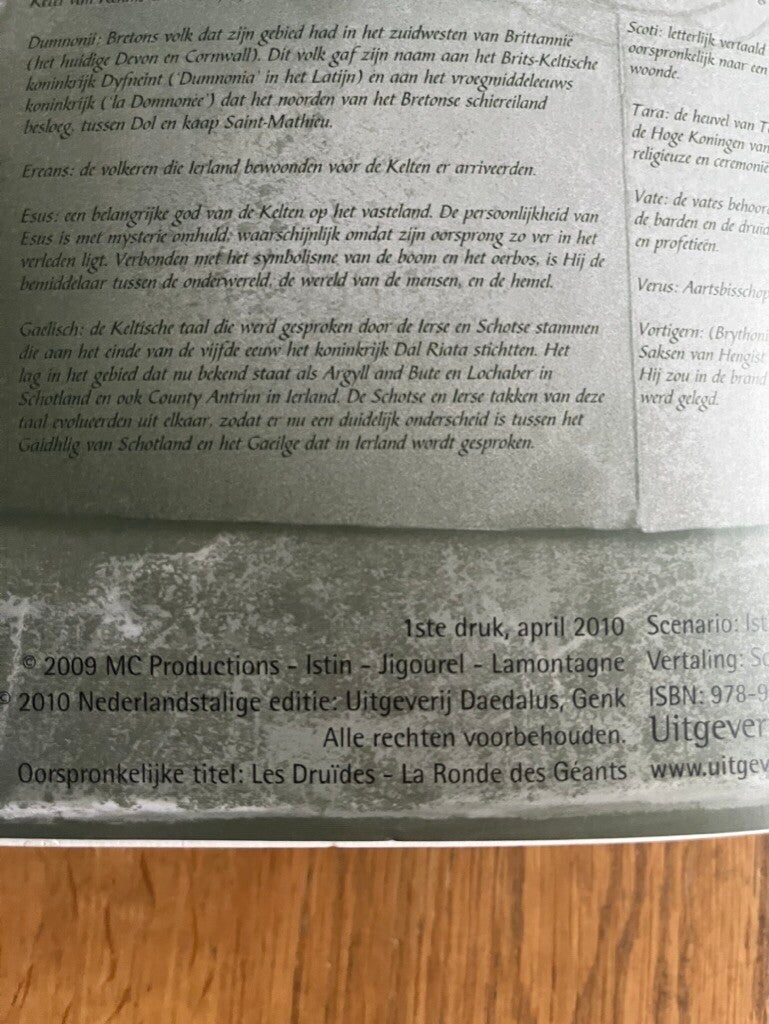 Dumnonii: Bretons volk dat zijn gebied had in het zuidwesten van Brittannië
(het huidige Devon en Cornwall). Dit volk gaf zijn naam aan het Brits-Keltische
koninkrijk Dyfneint ('Dumnonia' in het Latijn) en aan het vroegmiddeleeuws
koninkrijk ('la Domnonée') dat het noorden van het Bretonse schiereiland
besloeg, tussen Dol en kaap Saint-Mathieu.
Ereans: de volkeren die Ierland bewoonden vóór de Kelten er arriveerden.
Esus: een belangrijke god van de Kelten op het vasteland. De persoonlijkheid van
Esus is met mysterie omhuld, waarschijnlijk omdat zijn oorsprong zo ver in het
verleden ligt. Verbonden met het symbolisme van de boom en het oerbos, is Hij de
bemiddelaar tussen de onderwereld, de wereld van de mensen, en de hemel.
Gaelisch: de Keltische taal die werd gesproken door de Ierse en Schotse stammen
die aan het einde van de vijfde eeuw het koninkrijk Dal Riata stichtten. Het
lag in het gebied dat nu bekend staat als Argyll and Bute en Lochaber in
Schotland en ook County Antrim in Ierland. De Schotse en Ierse takken van deze
taal evolueerden uit elkaar, zodat er nu een duidelijk onderscheid is tussen het
Gaidhlig van Schotland en het Gaeilge dat in Ierland wordt gesproken.
Scoti: letterlijk vertaald
oorspronkelijk naar een
woonde.
Tara: de heuvel van
de Hoge Koningen van
religieuze en
Vate: de vates
de barden en de
en profetieën.
Verus: Aartsbisschop
Vortigern:
Saksen van Hengist
Hij zou in de brand
werd gelegd.
1ste druk, april 2010
© 2009 MC Productions - Istin - Jigourel - Lamontagne
© 2010 Nederlandstalige editie: Uitgeverij Daedalus, Genk
Alle rechten voorbehouden.
Oorspronkelijke titel: Les Druïdes - La Ronde des Géants
Scenario: Ist
Vertaling:
ISBN: 978-9
Uitgever
www.uitgev